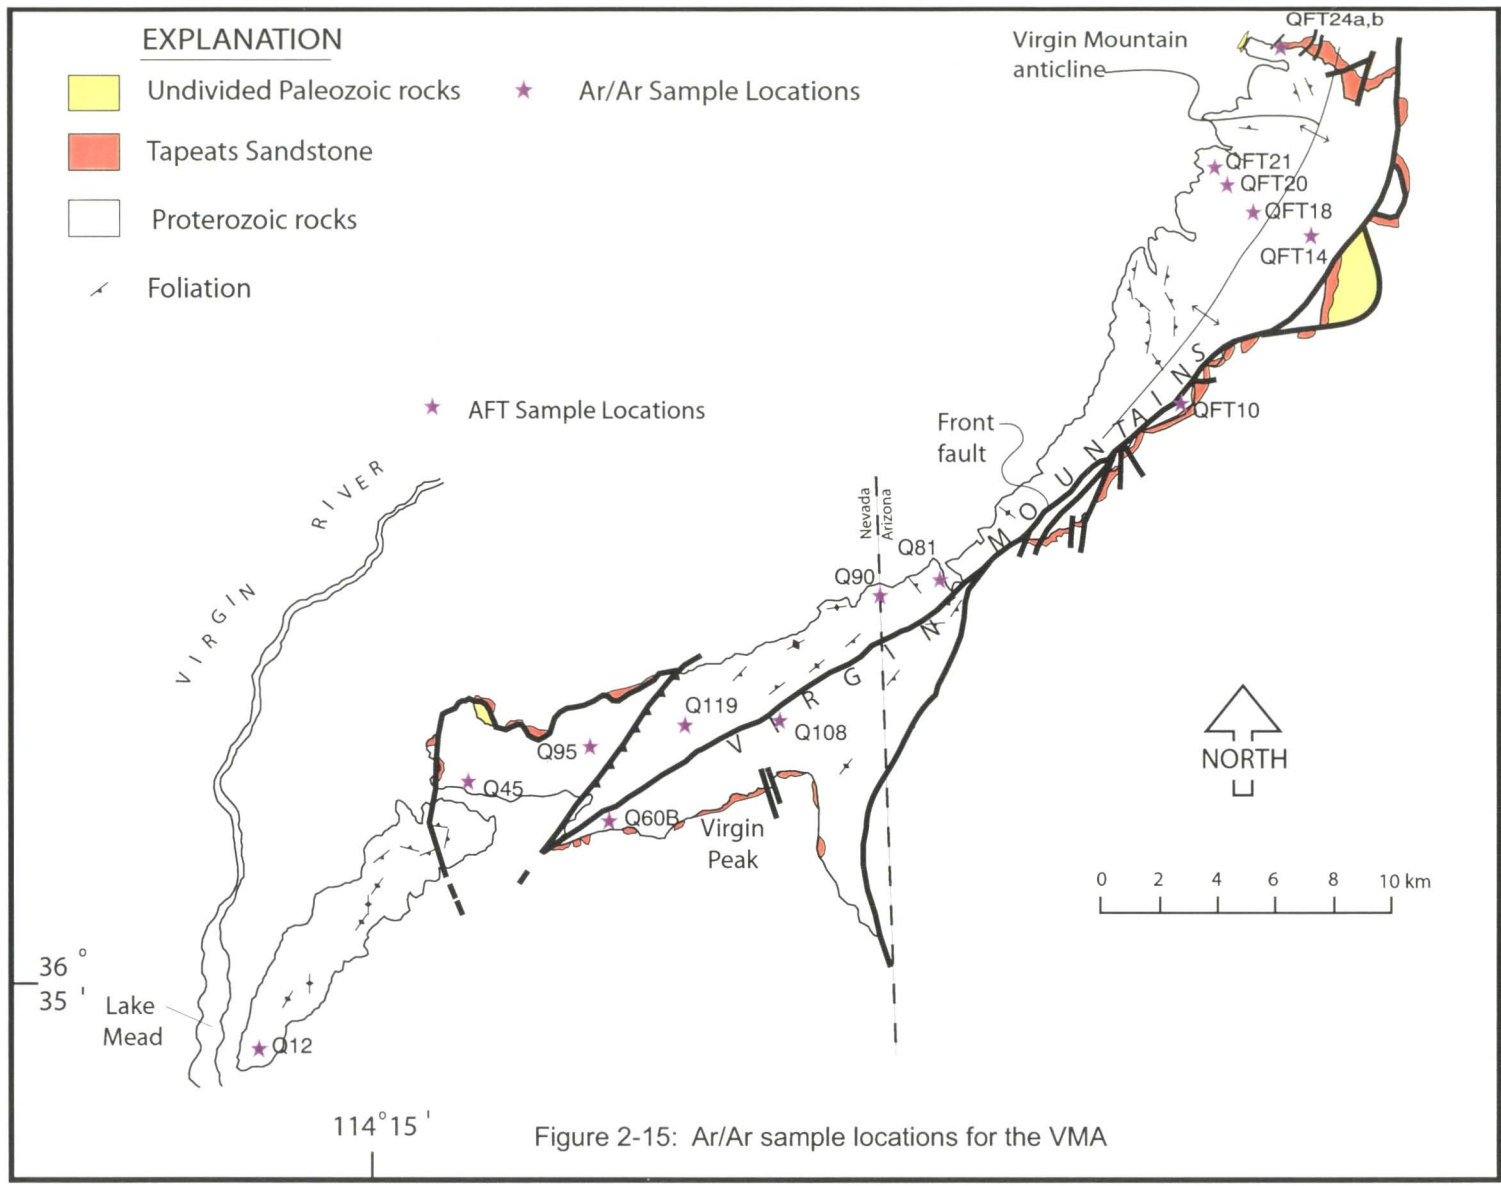 EXPLANATION
Undivided Paleozoic rocks
Ar/Ar Sample Locations
Tapeats Sandstone
Proterozoic rocks
Foliation
AFT Sample Locations
Virgin Mountain
anticline
QFT24a,b
QFT21
QFT20
QFT18
QFT14
QFT10
Front
fault
VIRGIN RIVER
Nevada
Arizona
VIRGIN MOUNTAINS
Q81
Q90
Q119
Q108
Q95
Q45
Q60B
Virgin
Peak
NORTH
0 2 4 6 8 10 km
36°
35'
Lake
Mead
Q12
114°15'
Figure 2-15: Ar/Ar sample locations for the VMA